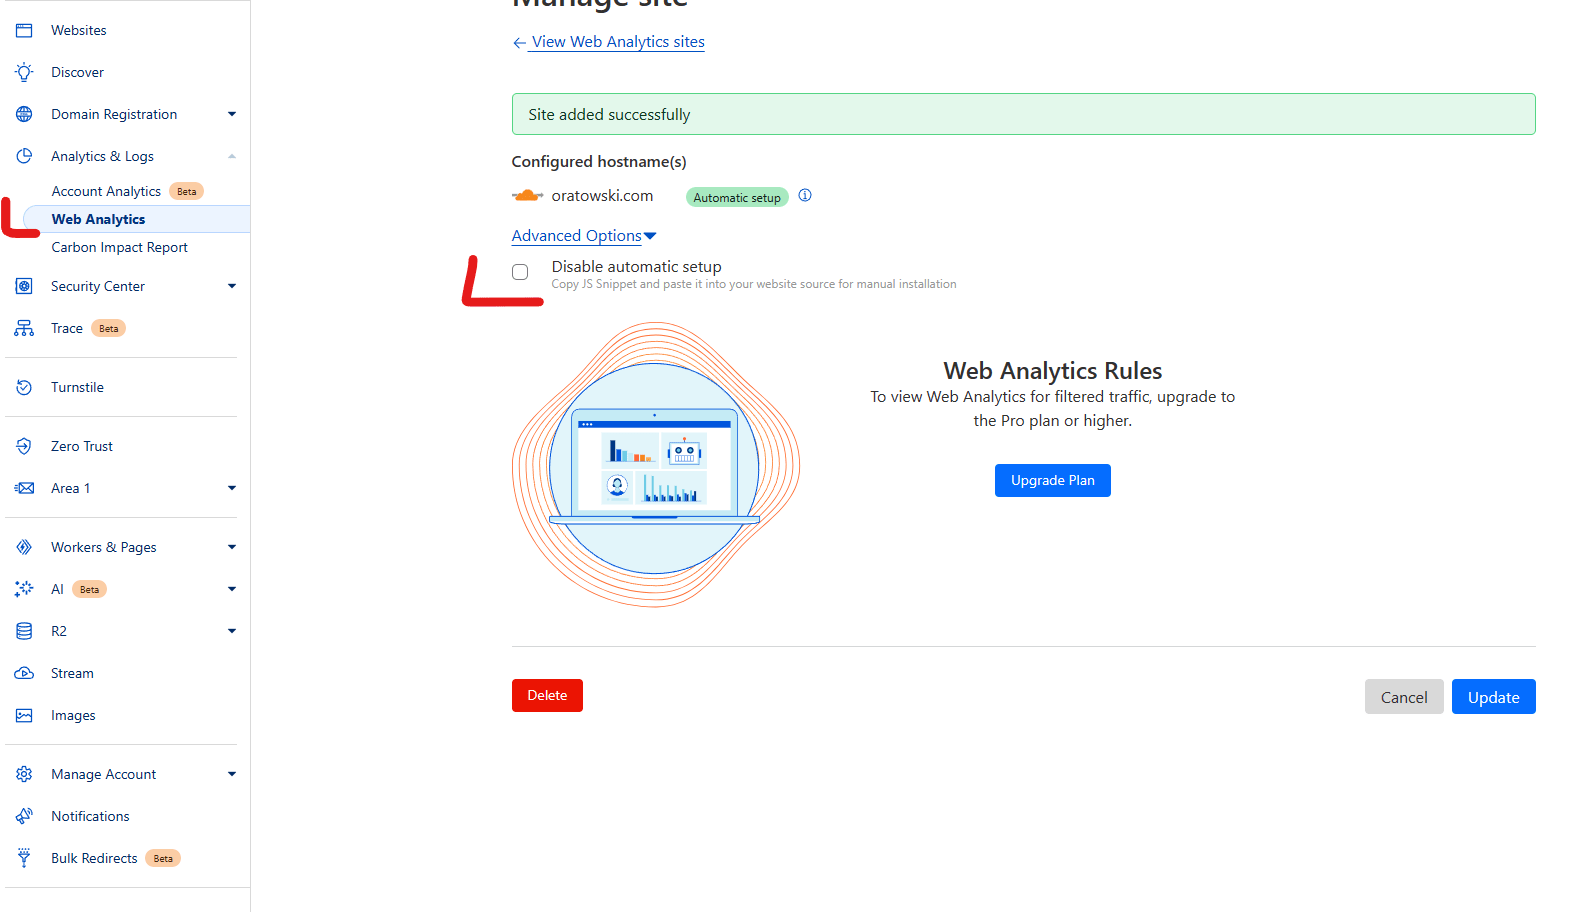 Manage site
Websites
Discover
Domain Registration
Analytics & Logs
Account Analytics Beta
Web Analytics
Carbon Impact Report
Security Center
Trace Beta
Turnstile
Zero Trust
Area 1
Workers & Pages
AI Beta
R2
Stream
Images
Manage Account
Notifications
Bulk Redirects Beta
← View Web Analytics sites
Site added successfully
Configured hostname(s)
oratowski.com Automatic setup
Advanced Options
Disable automatic setup
Copy JS Snippet and paste it into your website source for manual installation
Web Analytics Rules
To view Web Analytics for filtered traffic, upgrade to
the Pro plan or higher.
Upgrade Plan
Delete
Cancel
Update